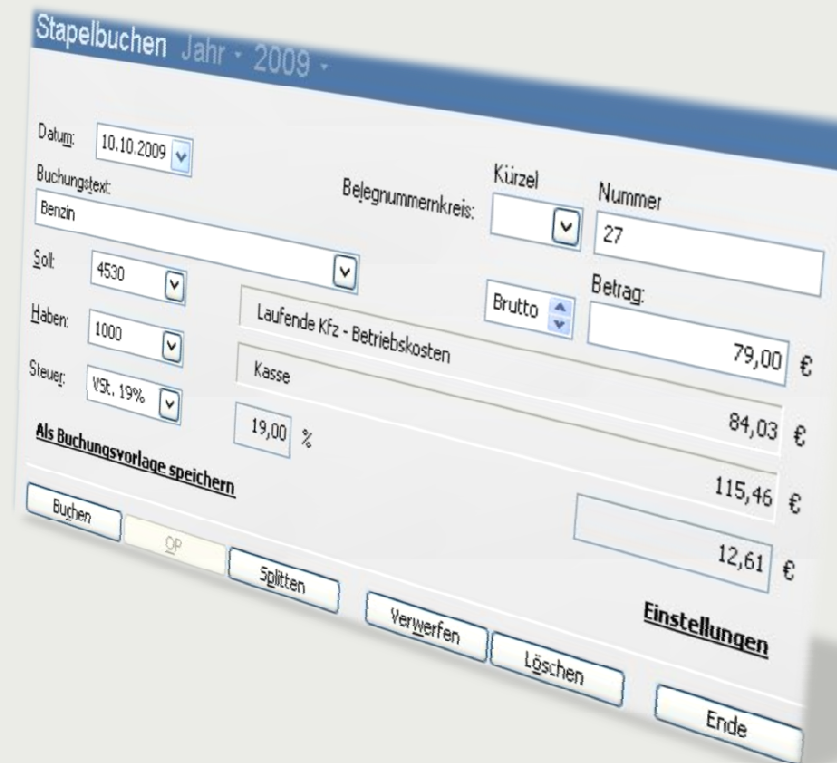 Stapelbuchen Jahr 2009
Datum: 10.10.2009
Kürzel Nummer
Belegnummernkreis: 27
Buchungstext:
Benzin
Brutto Betrag:
79,00 €
Soll: 4530 Laufende Kfz - Betriebskosten 84,03 €
Haben: 1000 Kasse 115,46 €
Steuer: VSt. 19% 19,00 % 12,61 €
Als Buchungsvorlage speichern
Einstellungen
Buchen OP Splitten Verwerfen Löschen Ende